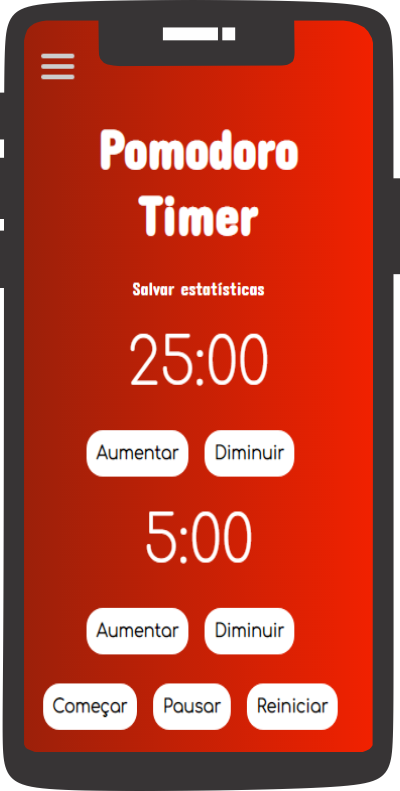 Pomodoro
Timer
Salvar estatísticas
25:00
Aumentar Diminuir
5:00
Aumentar Diminuir
Começar Pausar Reiniciar